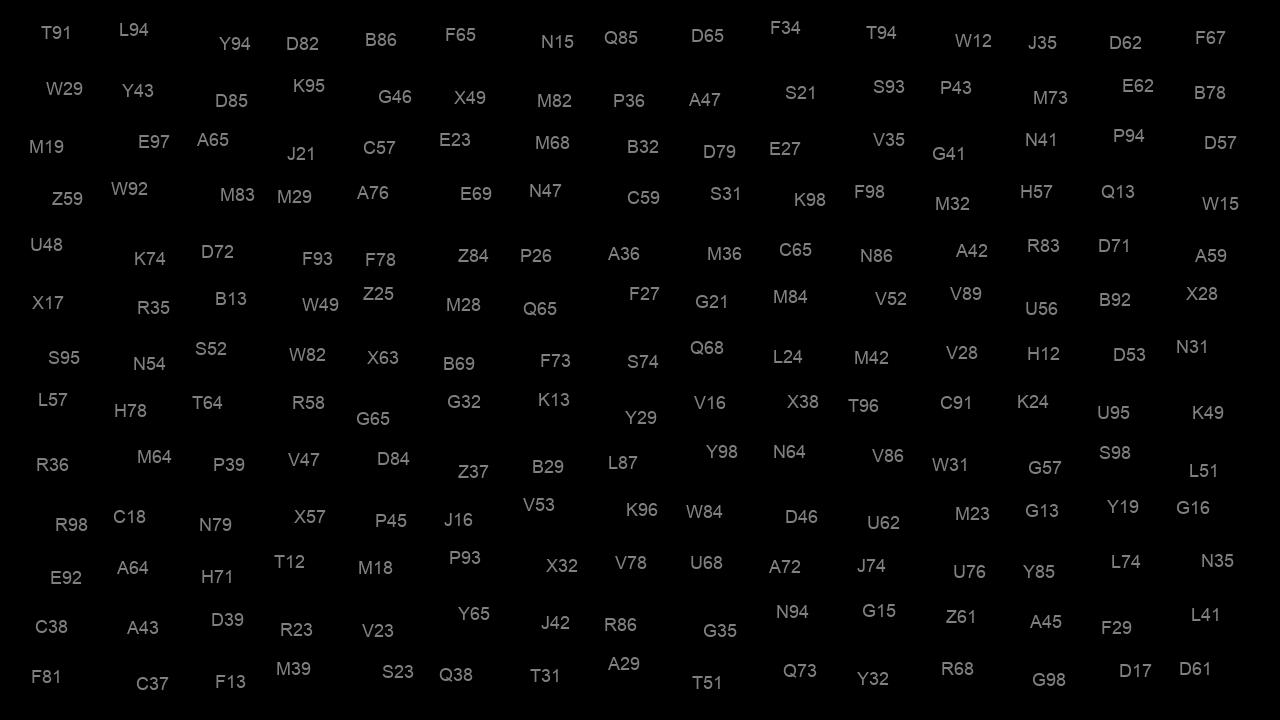 T91 L94 Y94 D82 B86 F65 N15 Q85 D65 F34 T94 W12 J35 D62 F67
W29 Y43 D85 K95 G46 X49 M82 P36 A47 S21 S93 P43 M73 E62 B78
M19 E97 A65 J21 C57 E23 M68 B32 D79 E27 V35 G41 N41 P94 D57
Z59 W92 M83 M29 A76 E69 N47 C59 S31 K98 F98 M32 H57 Q13 W15
U48 K74 D72 F93 F78 Z84 P26 A36 M36 C65 N86 A42 R83 D71 A59
X17 R35 B13 W49 Z25 M28 Q65 F27 G21 M84 V52 V89 U56 B92 X28
S95 N54 S52 W82 X63 B69 F73 S74 Q68 L24 M42 V28 H12 D53 N31
L57 H78 T64 R58 G65 G32 K13 Y29 V16 X38 T96 C91 K24 U95 K49
R36 M64 P39 V47 D84 Z37 B29 L87 Y98 N64 V86 W31 G57 S98 L51
R98 C18 N79 X57 P45 J16 V53 K96 W84 D46 U62 M23 G13 Y19 G16
E92 A64 H71 T12 M18 P93 X32 V78 U68 A72 J74 U76 Y85 L74 N35
C38 A43 D39 R23 V23 Y65 J42 R86 G35 N94 G15 Z61 A45 F29 L41
F81 C37 F13 M39 S23 Q38 T31 A29 T51 Q73 Y32 R68 G98 D17 D61